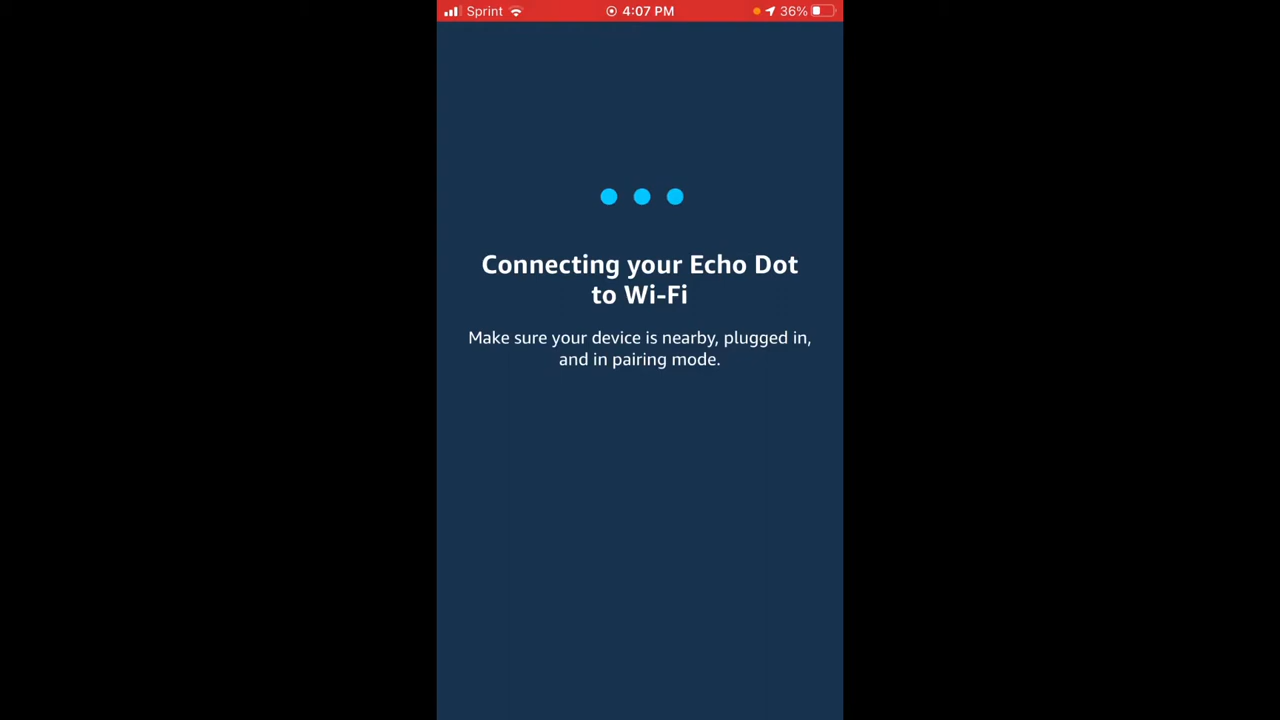 Sprint 4:07 PM 36%
Connecting your Echo Dot
to Wi-Fi
Make sure your device is nearby, plugged in,
and in pairing mode.